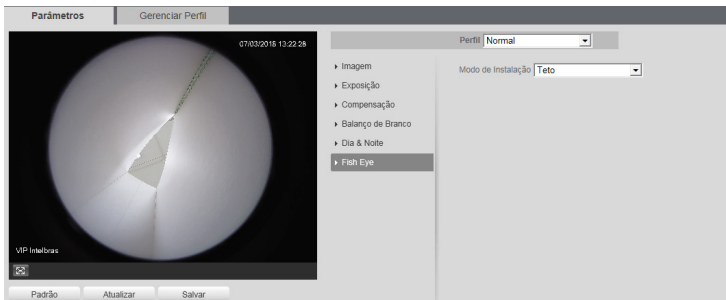 Parâmetros
Gerenciar Perfil
07/03/2018 13:22:28
VIP Intelbras
Padrão
Atualizar
Salvar
Perfil Normal
Imagem
Exposição
Compensação
Balanço de Branco
Dia & Noite
Fish Eye
Modo de Instalação Teto